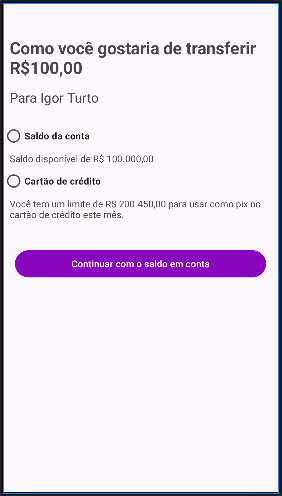 Como você gostaria de transferir
R$100,00
Para Igor Turto
Saldo da conta
Saldo disponível de R$ 100.000,00
Cartão de crédito
Você tem um limite de R$ 200.450,00 para usar como pix no
cartão de crédito este mês.
Continuar com o saldo em conta